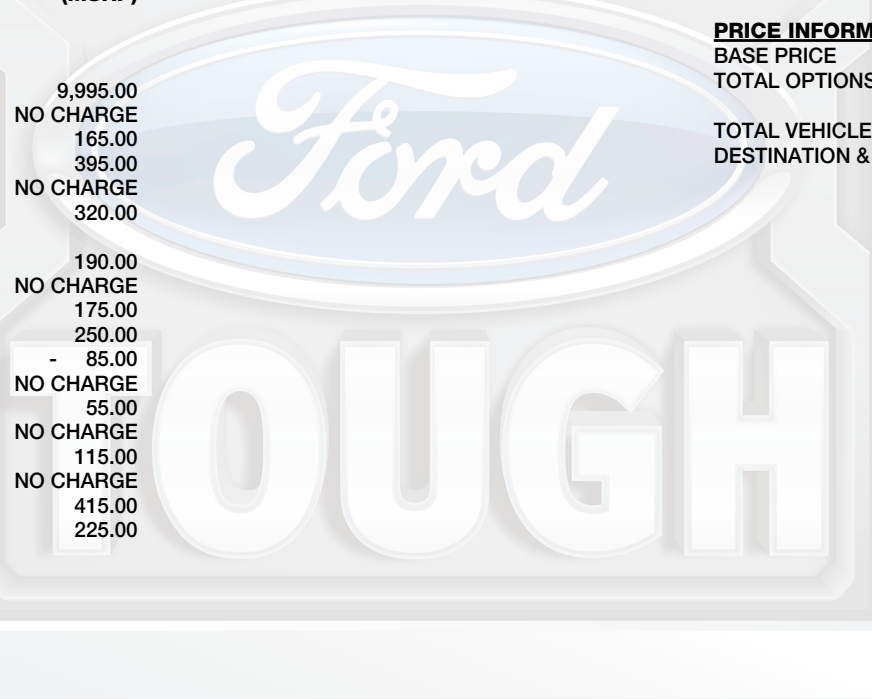 9,995.00
NO CHARGE
165.00
395.00
NO CHARGE
320.00
190.00
NO CHARGE
175.00
250.00
- 85.00
NO CHARGE
55.00
NO CHARGE
115.00
NO CHARGE
415.00
225.00
PRICE INFORM
BASE PRICE
TOTAL OPTIONS
TOTAL VEHICLE
DESTINATION &
Ford
TOUGH